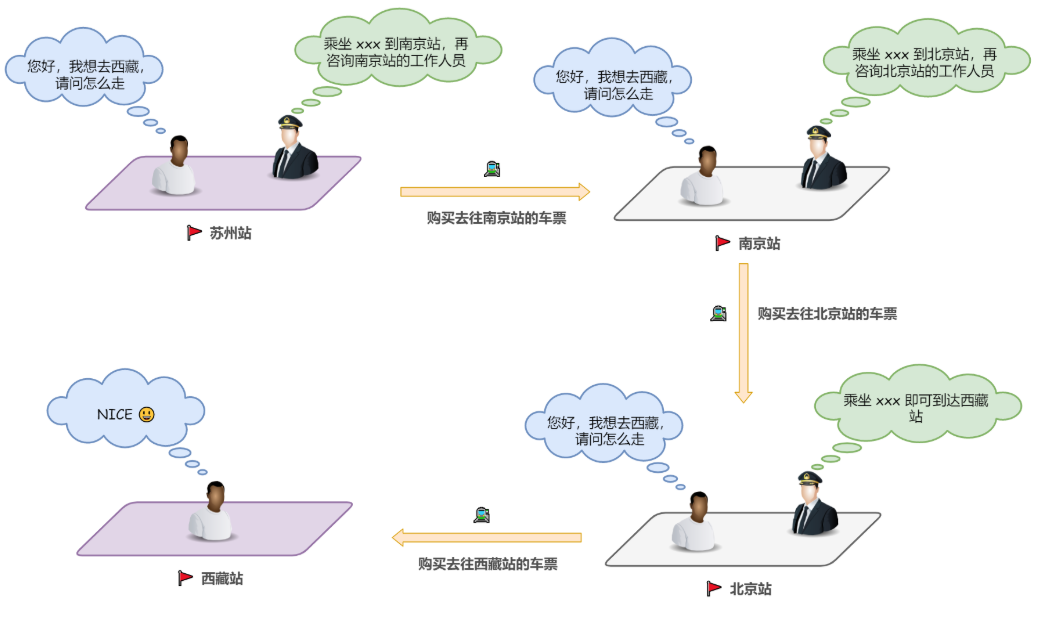 您好，我想去西藏，
请问怎么走
乘坐 xxx 到南京站，再
咨询南京站的工作人员
苏州站
购买去往南京站的车票
您好，我想去西藏，
请问怎么走
乘坐 xxx 到北京站，再
咨询北京站的工作人员
南京站
购买去往北京站的车票
您好，我想去西藏，
请问怎么走
乘坐 xxx 即可到达西藏
站
北京站
购买去往西藏站的车票
NICE 😀
西藏站